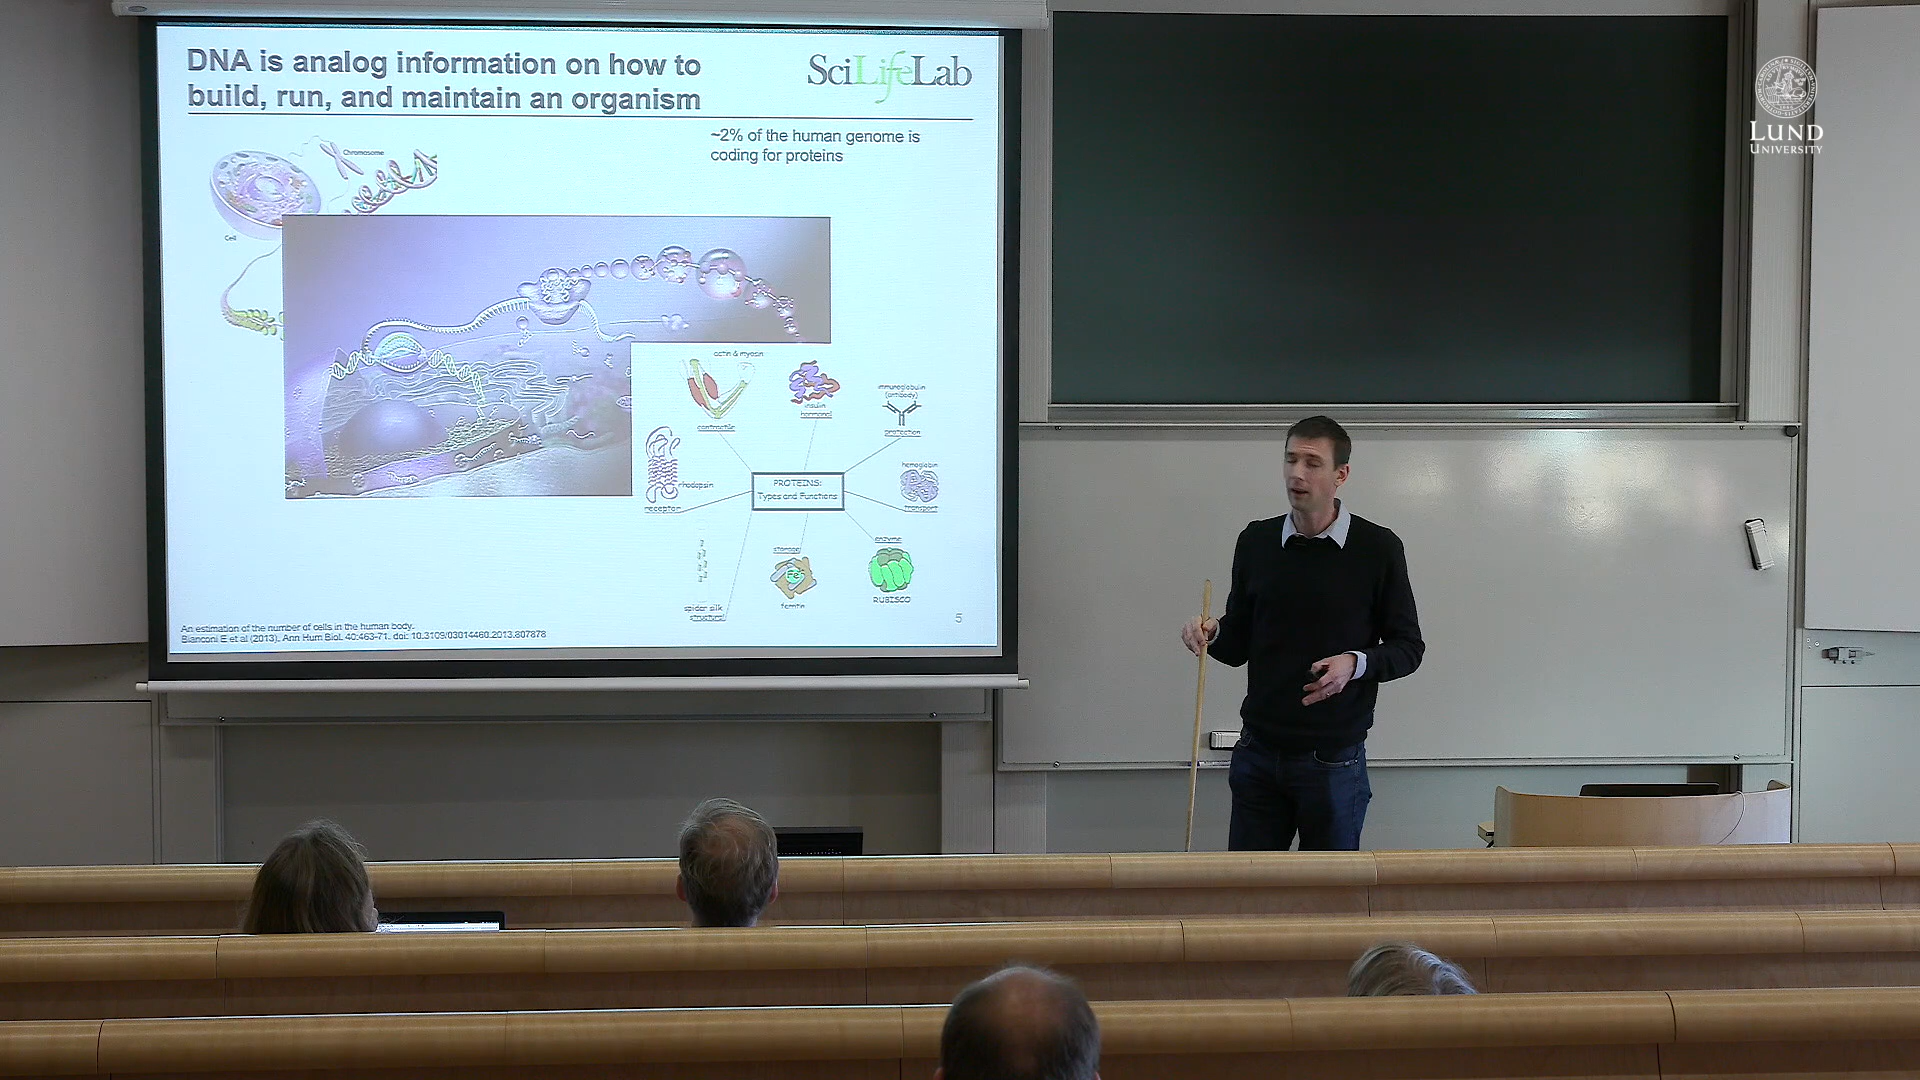 DNA is analog information on how to
build, run, and maintain an organism
SciLifeLab
~2% of the human genome is
coding for proteins
Chromosome
Cell
actin & myosin
contractile
insulin
hormonal
immunoglobulin
(antibody)
protection
rhodopsin
receptor
PROTEINS:
Types and Functions
hemoglobin
transport
spider silk
structural
storage
Fe
ferritin
enzyme
RUBISCO
An estimation of the number of cells in the human body.
Bianconi E et al (2013). Ann Hum Biol. 40:463-71. doi: 10.3109/03014460.2013.807878
5
LUND
UNIVERSITY